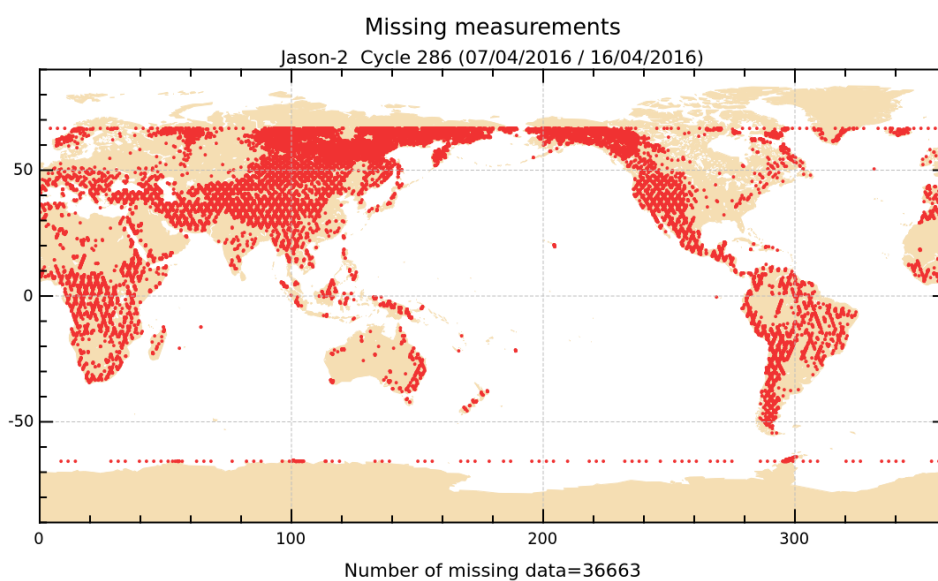 Missing measurements
Jason-2 Cycle 286 (07/04/2016 / 16/04/2016)
50
0
-50
0 100 200 300
Number of missing data=36663